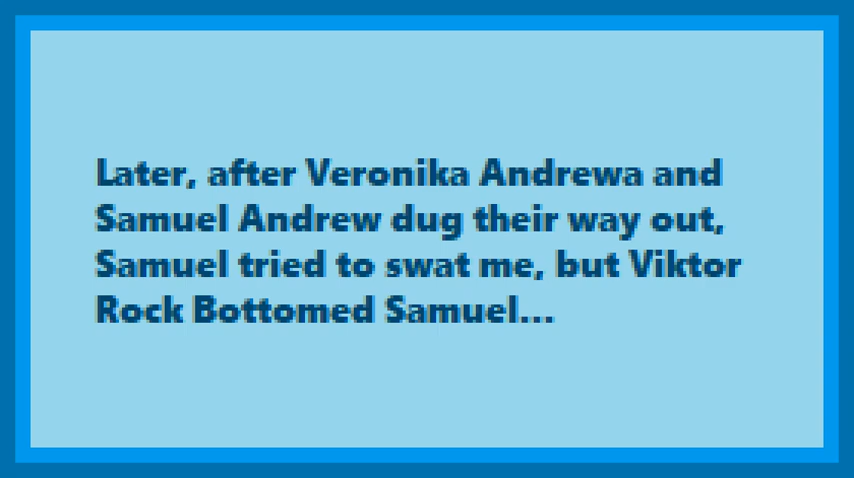 Later, after Veronika Andrewa and
Samuel Andrew dug their way out,
Samuel tried to swat me, but Viktor
Rock Bottomed Samuel...